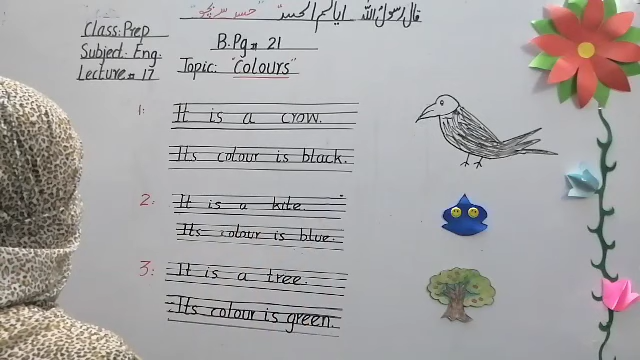 قال رسول اللہ ایاکم الحسد
Class: Prep
Subject: Eng
Lecture# 17
B.Pg# 21
Topic: "Colours"
1:
It is a crow.
Its colour is black.
2:
It is a kite.
Its colour is blue.
3:
It is a tree.
Its colour is green.